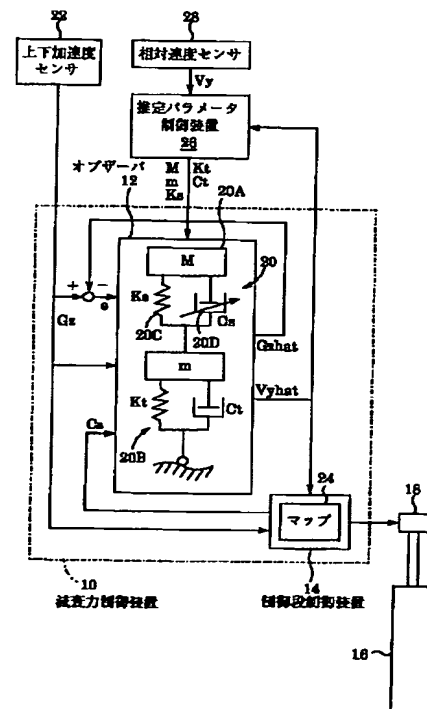 22
上下加速度
センサ
28
相対速度センサ
Vy
推定パラメータ
制御装置
26
オブザーバ
12
M
m
Ks
Kt
Ct
20A
M
20
+
-
e
Ks
Cs
20C
20D
Gz
Gzhat
m
Vyhat
Kt
Ct
Cs
20B
24
マップ
18
10
減衰力制御装置
14
制御段制御装置
16